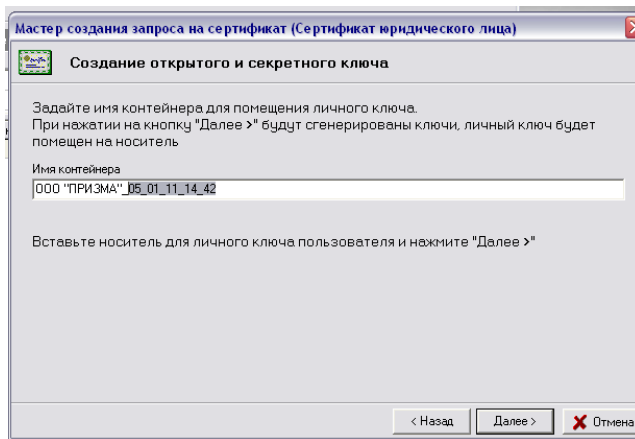 Мастер создания запроса на сертификат (Сертификат юридического лица)
Создание открытого и секретного ключа
Задайте имя контейнера для помещения личного ключа.
При нажатии на кнопку "Далее >" будут сгенерированы ключи, личный ключ будет
помещен на носитель
Имя контейнера
ООО "ПРИЗМА"_05_01_11_14_42
Вставьте носитель для личного ключа пользователя и нажмите "Далее >"
< Назад
Далее >
Отмена